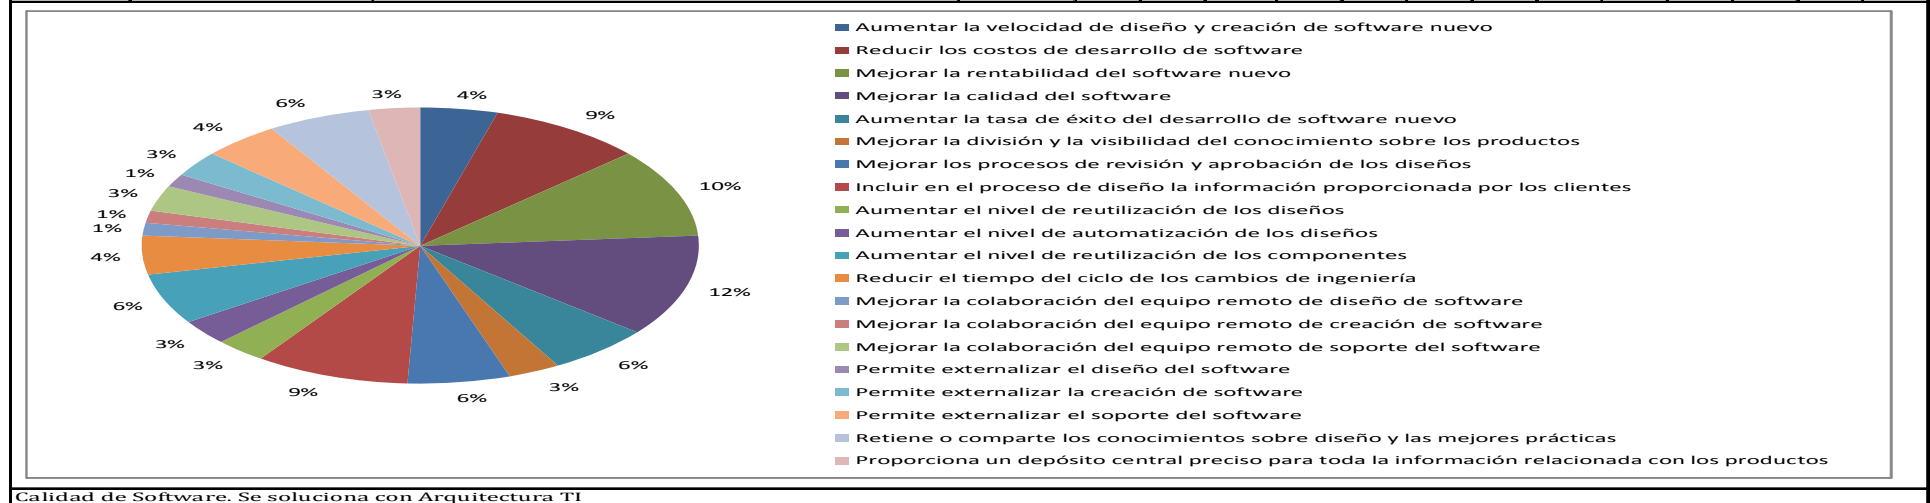 Aumentar la velocidad de diseño y creación de software nuevo
Reducir los costos de desarrollo de software
Mejorar la rentabilidad del software nuevo
Mejorar la calidad del software
Aumentar la tasa de éxito del desarrollo de software nuevo
Mejorar la división y la visibilidad del conocimiento sobre los productos
Mejorar los procesos de revisión y aprobación de los diseños
Incluir en el proceso de diseño la información proporcionada por los clientes
Aumentar el nivel de reutilización de los diseños
Aumentar el nivel de automatización de los diseños
Aumentar el nivel de reutilización de los componentes
Reducir el tiempo del ciclo de los cambios de ingeniería
Mejorar la colaboración del equipo remoto de diseño de software
Mejorar la colaboración del equipo remoto de creación de software
Mejorar la colaboración del equipo remoto de soporte del software
Permite externalizar el diseño del software
Permite externalizar la creación de software
Permite externalizar el soporte del software
Retiene o comparte los conocimientos sobre diseño y las mejores prácticas
Proporciona un depósito central preciso para toda la información relacionada con los productos
4%
9%
10%
12%
6%
3%
6%
9%
3%
3%
6%
4%
1%
1%
3%
1%
3%
4%
6%
3%
Calidad de Software. Se soluciona con Arquitectura TI